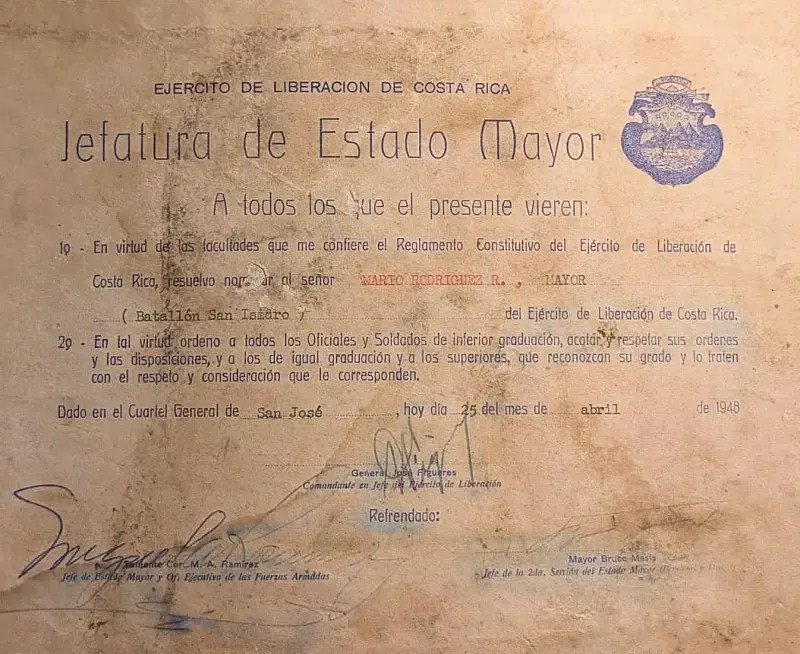 EJERCITO DE LIBERACION DE COSTA RICA
Jefatura de Estado Mayor
A todos los que el presente vieren:
1º - En virtud de las facultades que me confiere el Reglamento Constitutivo del Ejército de Liberación de
Costa Rica, resuelvo nombrar al señor MARIO RODRIGUEZ R. , MAYOR
( Batallón San Isidro ) del Ejército de Liberación de Costa Rica.
2º - En tal virtud ordeno a todos los Oficiales y Soldados de inferior graduación, acatar y respetar sus ordenes
y las disposiciones, y a los de igual graduación y a los superiores, que reconozcan su grado y lo traten
con el respeto y consideración que le corresponden.
Dado en el Cuartel General de San José , hoy día 25 del mes de abril de 1948
General José Figueres
Comandante en Jefe del Ejército de Liberación
Refrendado:
Cor. M. A. Ramírez
Jefe de Estado Mayor y Of. Ejecutivo de las Fuerzas Armadas
Mayor Bruce Masís
Jefe de la 2da. Sección del Estado Mayor